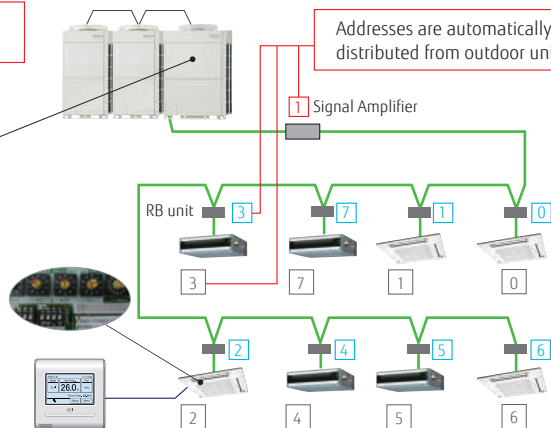 Addresses are automatically
distributed from outdoor uni
1 Signal Amplifier
RB unit 3 7 1 0
3 7 1 0
2 4 5 6
26.0
2 4 5 6